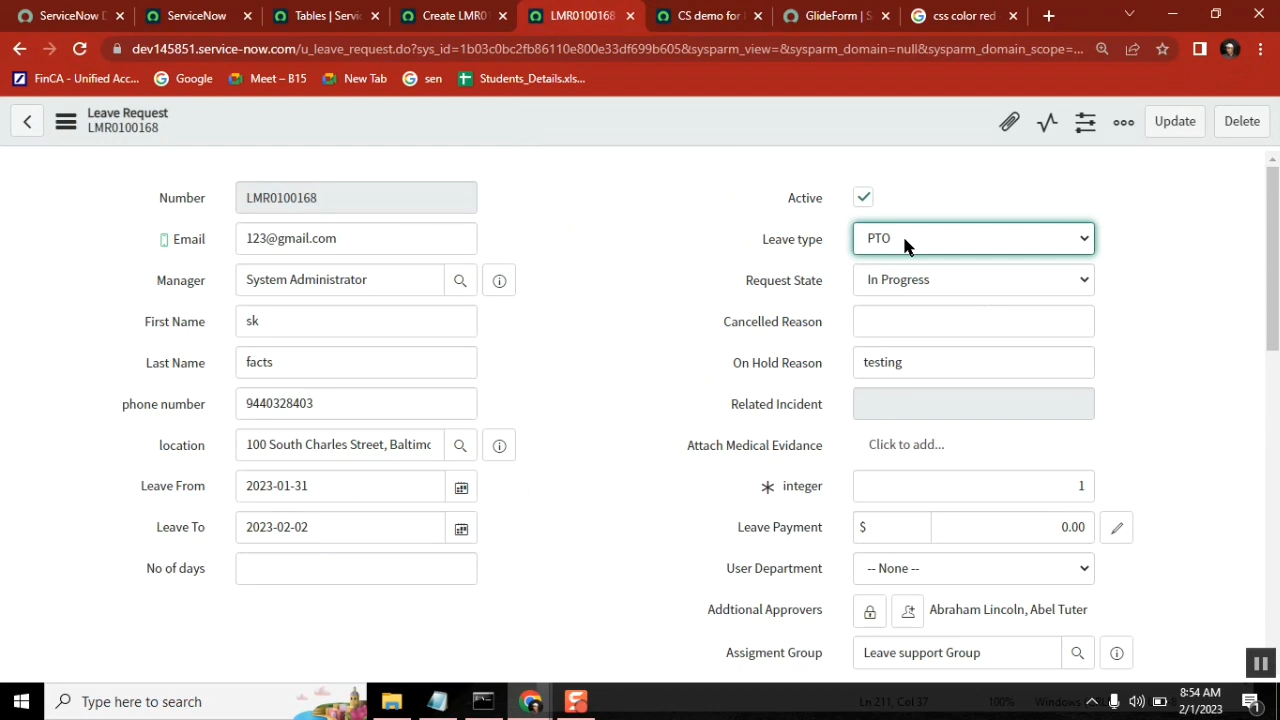 ServiceNow D
ServiceNow
Tables | Servic
Create LMR0
LMR0100168
CS demo for
GlideForm | S
css color red
dev145851.service-now.com/u_leave_request.do?sys_id=1b03c0bc2fb86110e800e33df699b605&sysparm_view=&sysparm_domain=null&sysparm_domain_scope=...
FinCA - Unified Acc...
Google
Meet – B15
New Tab
sen
Students_Details.xls...
Leave Request
LMR0100168
Update
Delete
Number
LMR0100168
Email
123@gmail.com
Manager
System Administrator
First Name
sk
Last Name
facts
phone number
9440328403
location
100 South Charles Street, Baltimc
Leave From
2023-01-31
Leave To
2023-02-02
No of days
Active
Leave type
PTO
Request State
In Progress
Cancelled Reason
On Hold Reason
testing
Related Incident
Attach Medical Evidence
Click to add...
integer
1
Leave Payment
$
0.00
User Department
-- None --
Addtional Approvers
Abraham Lincoln, Abel Tuter
Assigment Group
Leave support Group
Type here to search
Ln 211, Col 37
100%
Windows
8:54 AM
2/1/2023